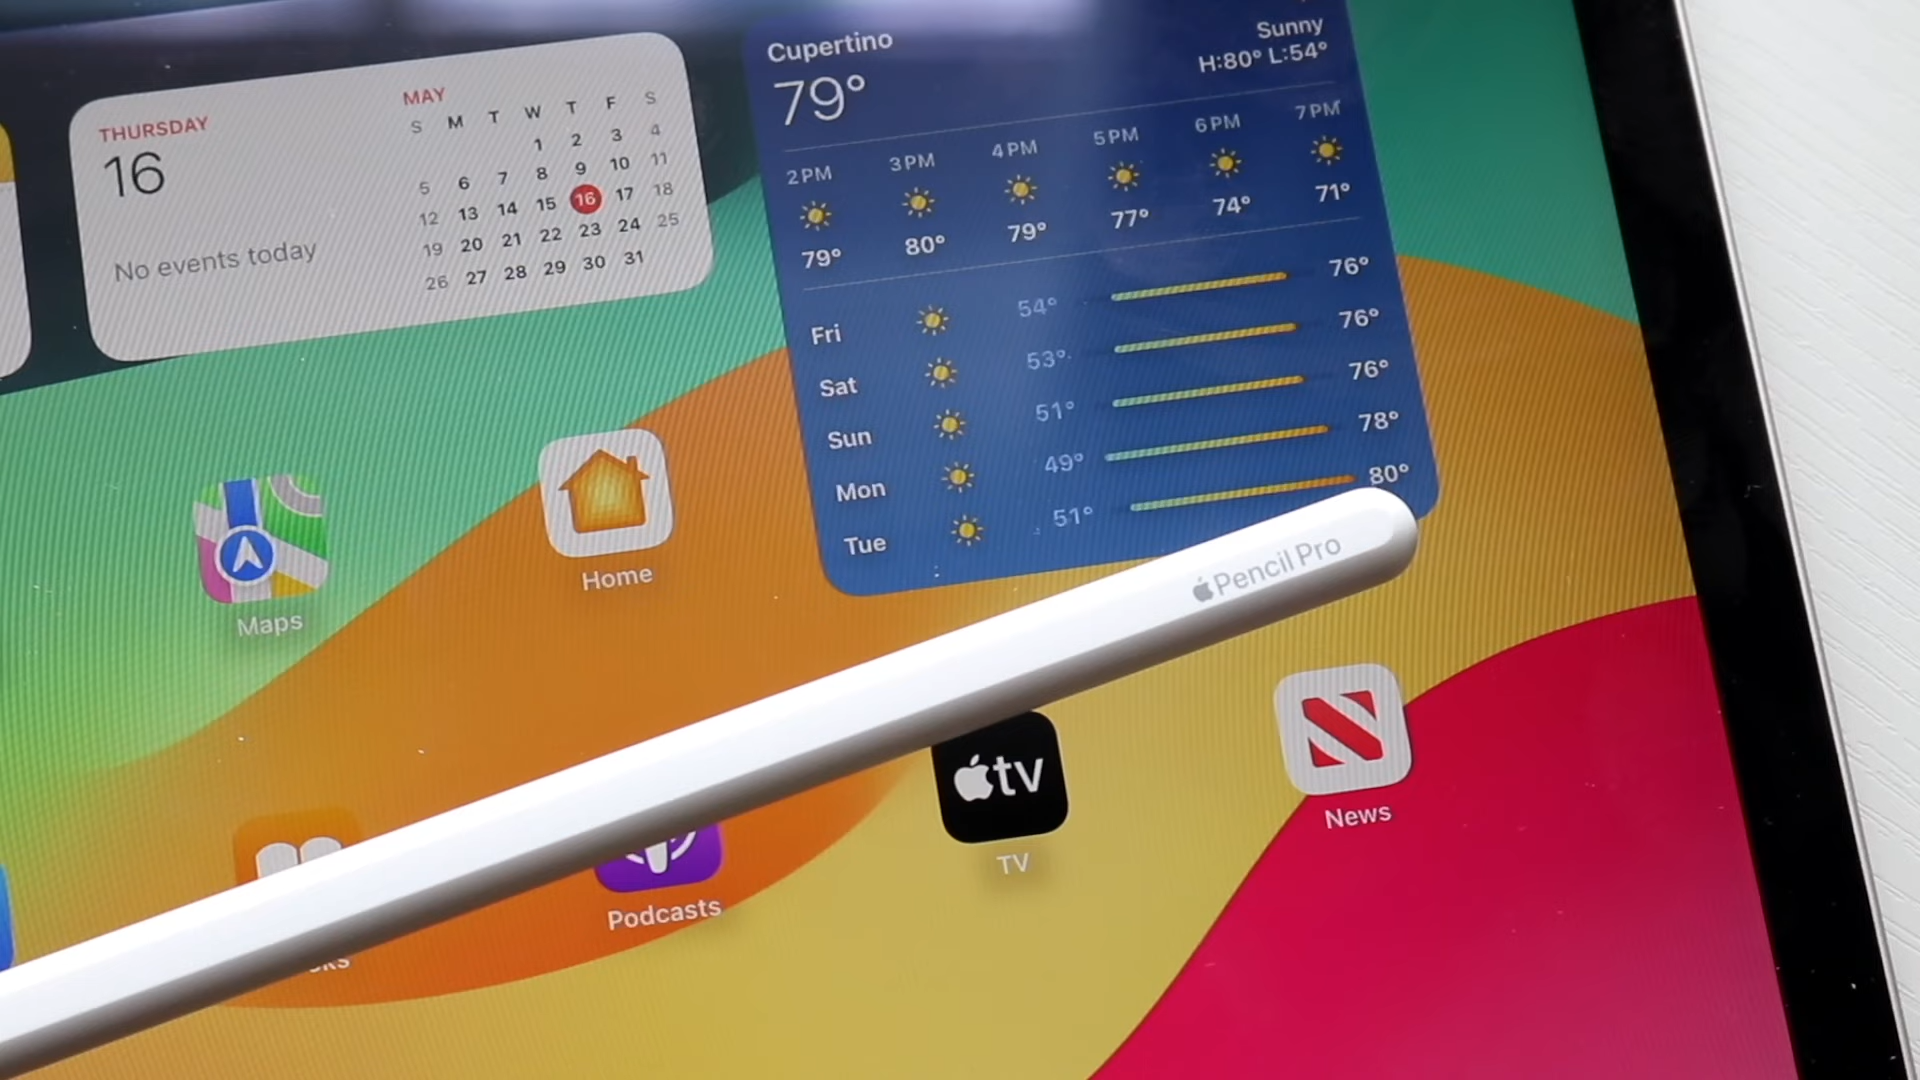 THURSDAY
16
No events today
MAY
S M T W T F S
1 2 3 4
5 6 7 8 9 10 11
12 13 14 15 16 17 18
19 20 21 22 23 24 25
26 27 28 29 30 31
Cupertino
79°
Sunny
H:80° L:54°
2PM 3PM 4PM 5PM 6PM 7PM
79° 80° 79° 77° 74° 71°
Fri 54° 76°
Sat 53° 76°
Sun 51° 76°
Mon 49° 78°
Tue 51° 80°
Maps
Home
Pencil Pro
tv
TV
News
Podcasts